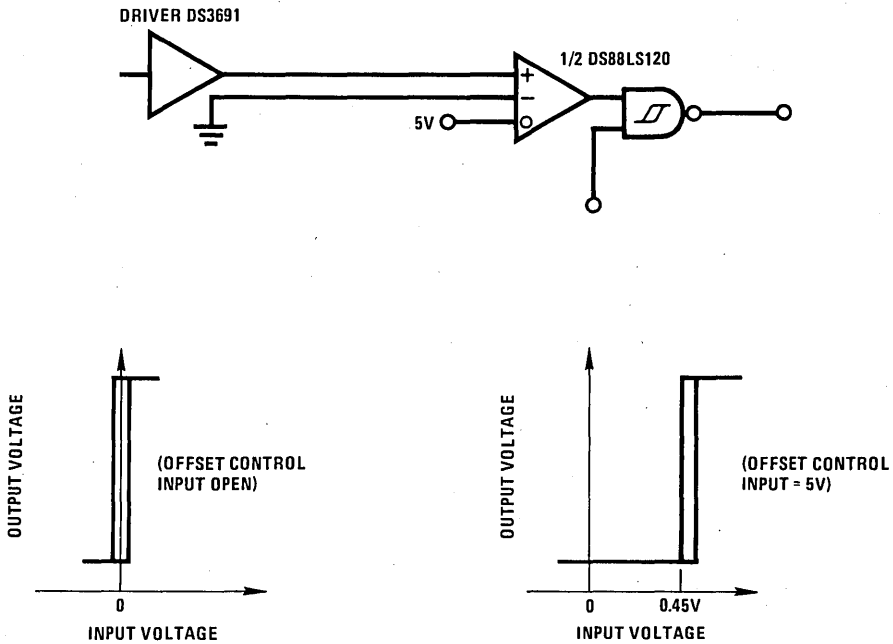 DRIVER DS3691
1/2 DS88LS120
+
−
5V
OUTPUT VOLTAGE
(OFFSET CONTROL
INPUT OPEN)
0
INPUT VOLTAGE
OUTPUT VOLTAGE
(OFFSET CONTROL
INPUT = 5V)
0
0.45V
INPUT VOLTAGE